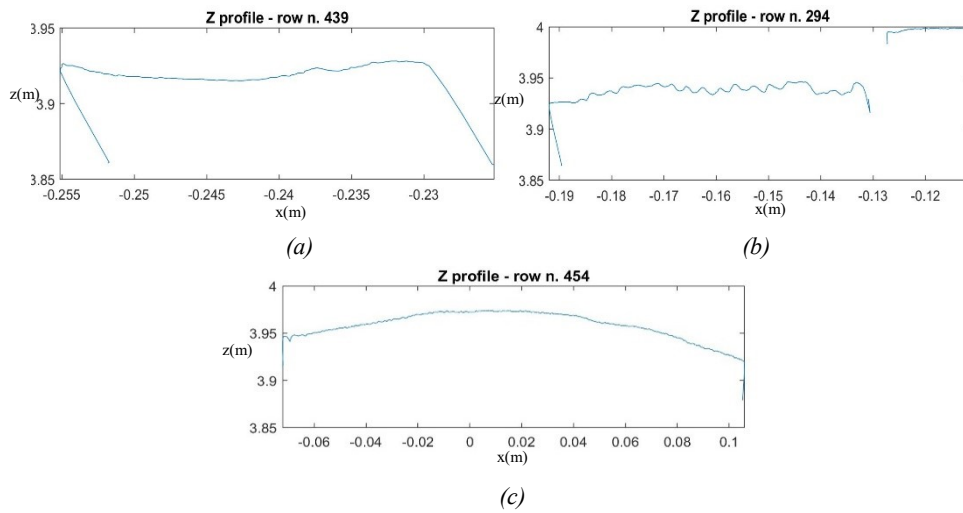 Z profile - row n. 439
3.95
z(m)
3.9
3.85
-0.255 -0.25 -0.245 -0.24 -0.235 -0.23
x(m)
(a)
Z profile - row n. 294
4
3.95
z(m)
3.9
3.85
-0.19 -0.18 -0.17 -0.16 -0.15 -0.14 -0.13 -0.12
x(m)
(b)
Z profile - row n. 454
4
3.95
z(m)
3.9
3.85
-0.06 -0.04 -0.02 0 0.02 0.04 0.06 0.08 0.1
x(m)
(c)